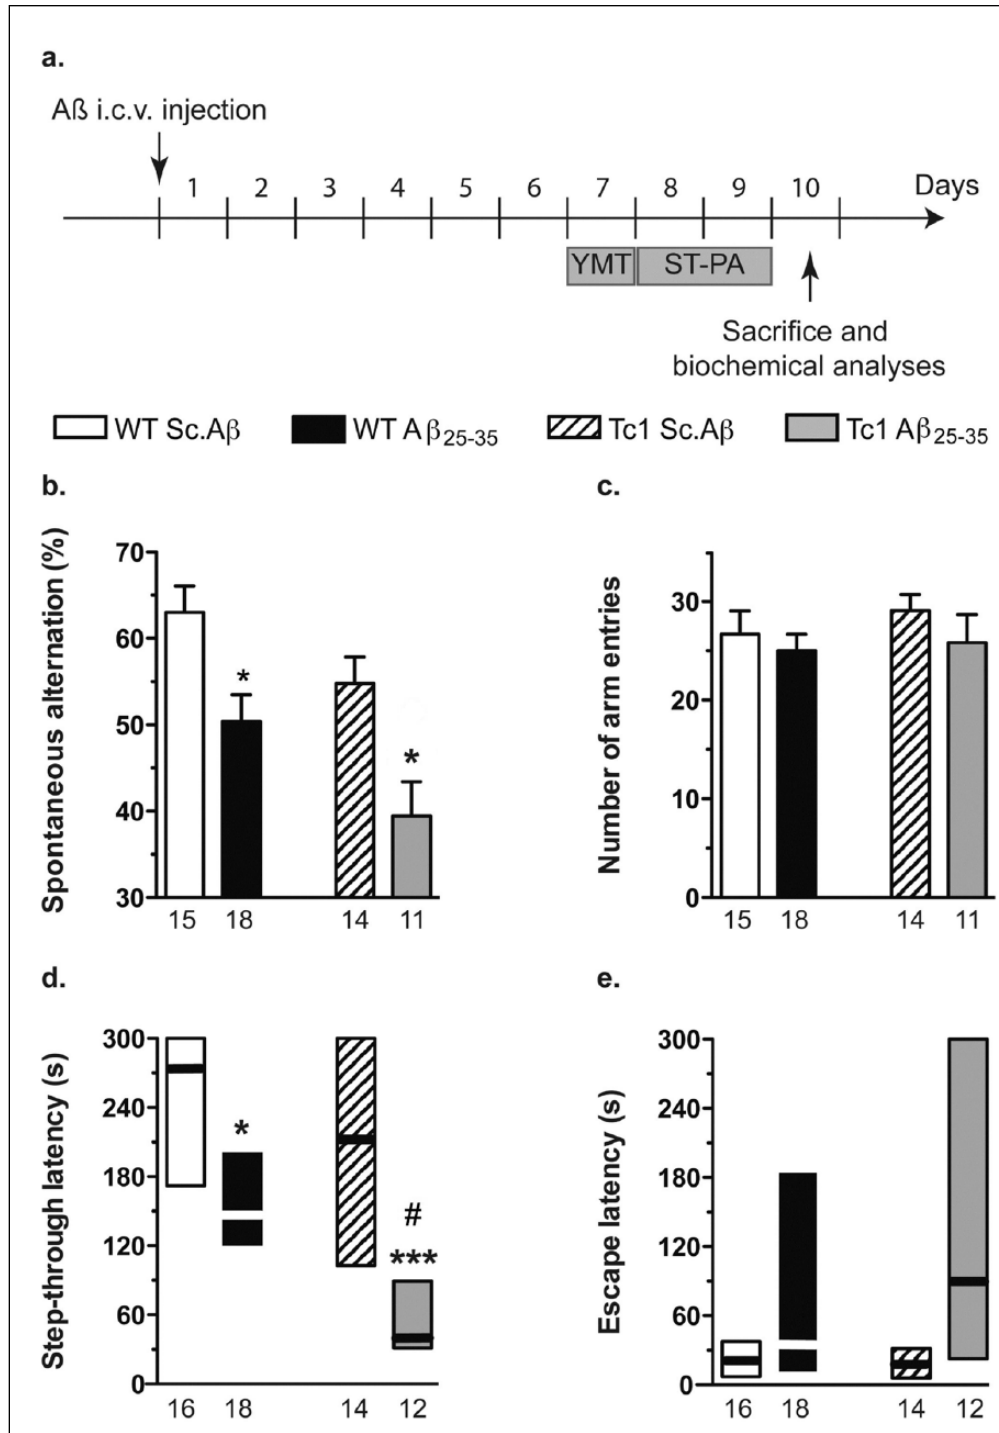 a.
Aß i.c.v. injection
1 2 3 4 5 6 7 8 9 10 Days
YMT ST-PA
Sacrifice and
biochemical analyses
WT Sc.Aβ WT Aβ25-35 Tc1 Sc.Aβ Tc1 Aβ25-35
b.
Spontaneous alternation (%)
70
60
50
40
30
*
*
15 18 14 11
c.
Number of arm entries
30
20
10
0
15 18 14 11
d.
Step-through latency (s)
300
240
180
120
60
0
*
#
***
16 18 14 12
e.
Escape latency (s)
300
240
180
120
60
0
16 18 14 12